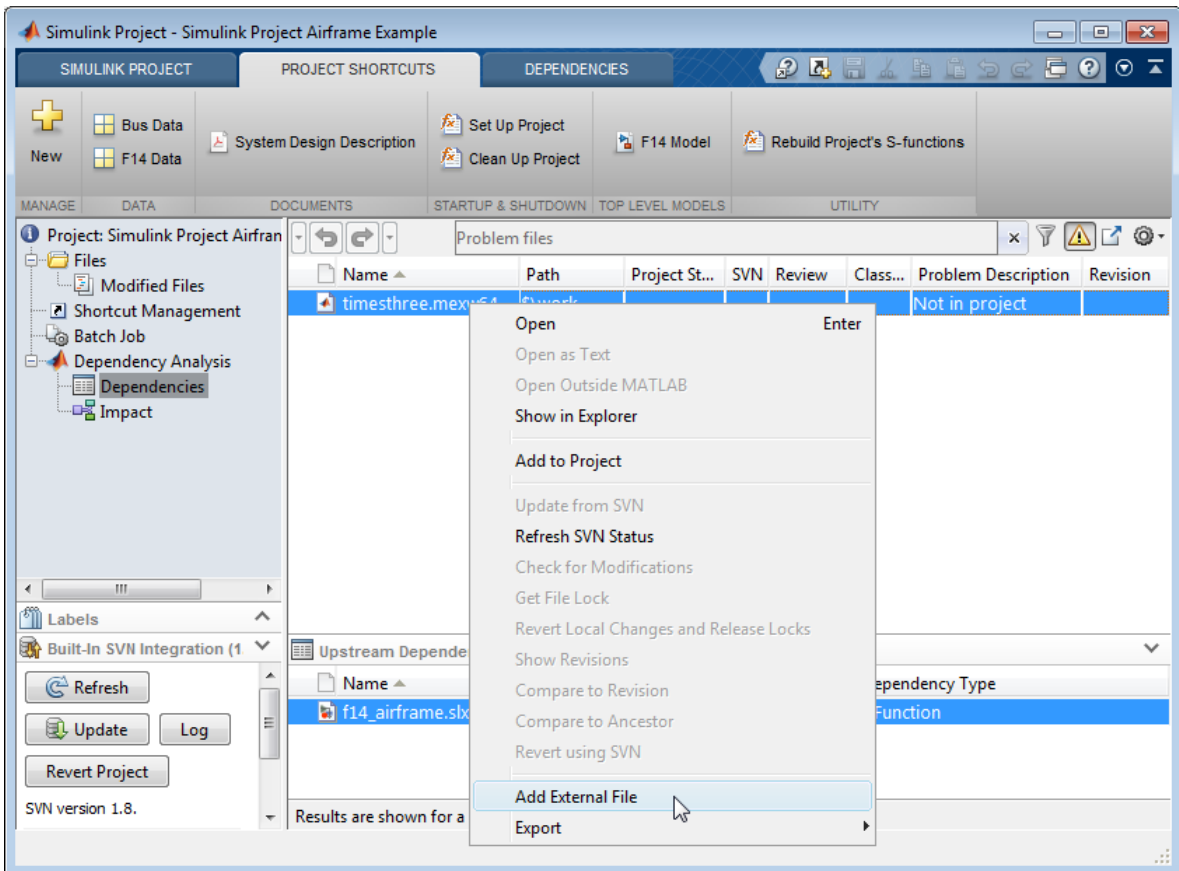 Simulink Project - Simulink Project Airframe Example
SIMULINK PROJECT PROJECT SHORTCUTS DEPENDENCIES
New
Bus Data
F14 Data
System Design Description
Set Up Project
Clean Up Project
F14 Model
Rebuild Project's S-functions
MANAGE DATA DOCUMENTS STARTUP & SHUTDOWN TOP LEVEL MODELS UTILITY
Project: Simulink Project Airfran
Files
Modified Files
Shortcut Management
Batch Job
Dependency Analysis
Dependencies
Impact
Labels
Built-In SVN Integration (1
Refresh
Update Log
Revert Project
SVN version 1.8.
Problem files
Name Path Project St... SVN Review Class... Problem Description Revision
timesthree.mexw64 $\work Not in project
Open Enter
Open as Text
Open Outside MATLAB
Show in Explorer
Add to Project
Update from SVN
Refresh SVN Status
Check for Modifications
Get File Lock
Revert Local Changes and Release Locks
Show Revisions
Compare to Revision
Compare to Ancestor
Revert using SVN
Add External File
Export
Upstream Depende
Name ependency Type
f14_airframe.slx Function
Results are shown for a